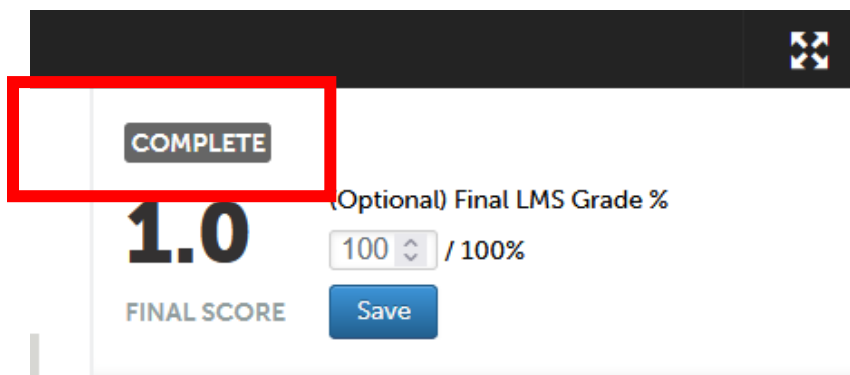 COMPLETE
1.0
(Optional) Final LMS Grade %
100 / 100%
FINAL SCORE
Save